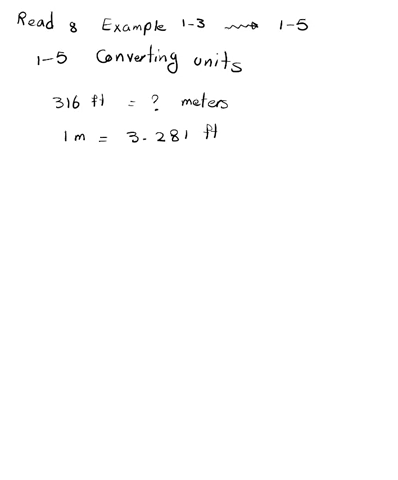 Read 8 Example 1-3 ⟿ 1-5
1-5 Converting units
316 ft = ? meters
1 m = 3.281 ft